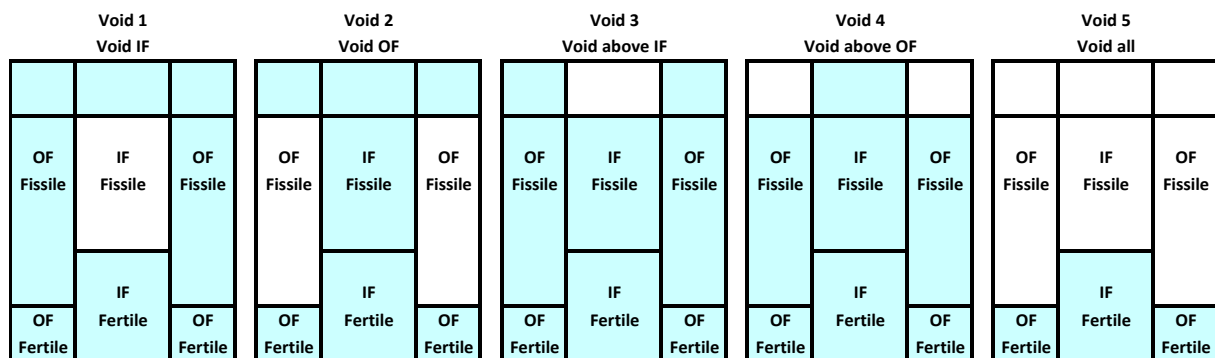 Void 1
Void IF
OF
Fissile
IF
Fissile
OF
Fissile
IF
Fertile
OF
Fertile
OF
Fertile
Void 2
Void OF
OF
Fissile
IF
Fissile
OF
Fissile
IF
Fertile
OF
Fertile
OF
Fertile
Void 3
Void above IF
OF
Fissile
IF
Fissile
OF
Fissile
IF
Fertile
OF
Fertile
OF
Fertile
Void 4
Void above OF
OF
Fissile
IF
Fissile
OF
Fissile
IF
Fertile
OF
Fertile
OF
Fertile
Void 5
Void all
OF
Fissile
IF
Fissile
OF
Fissile
IF
Fertile
OF
Fertile
OF
Fertile